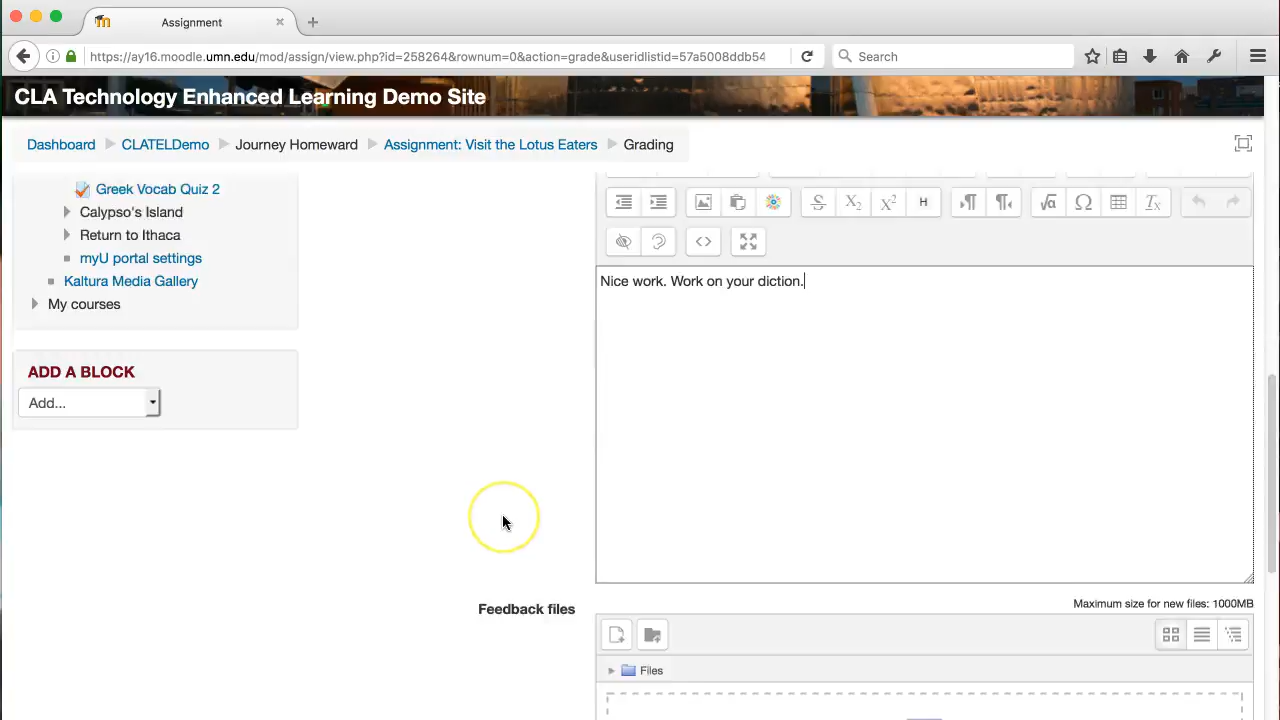 Assignment
https://ay16.moodle.umn.edu/mod/assign/view.php?id=258264&rownum=0&action=grade&useridlistid=57a5008ddb54
Search
CLA Technology Enhanced Learning Demo Site
Dashboard CLATELDemo Journey Homeward Assignment: Visit the Lotus Eaters Grading
Greek Vocab Quiz 2
Calypso's Island
Return to Ithaca
myU portal settings
Kaltura Media Gallery
My courses
ADD A BLOCK
Add...
H
Nice work. Work on your diction.
Maximum size for new files: 1000MB
Feedback files
Files